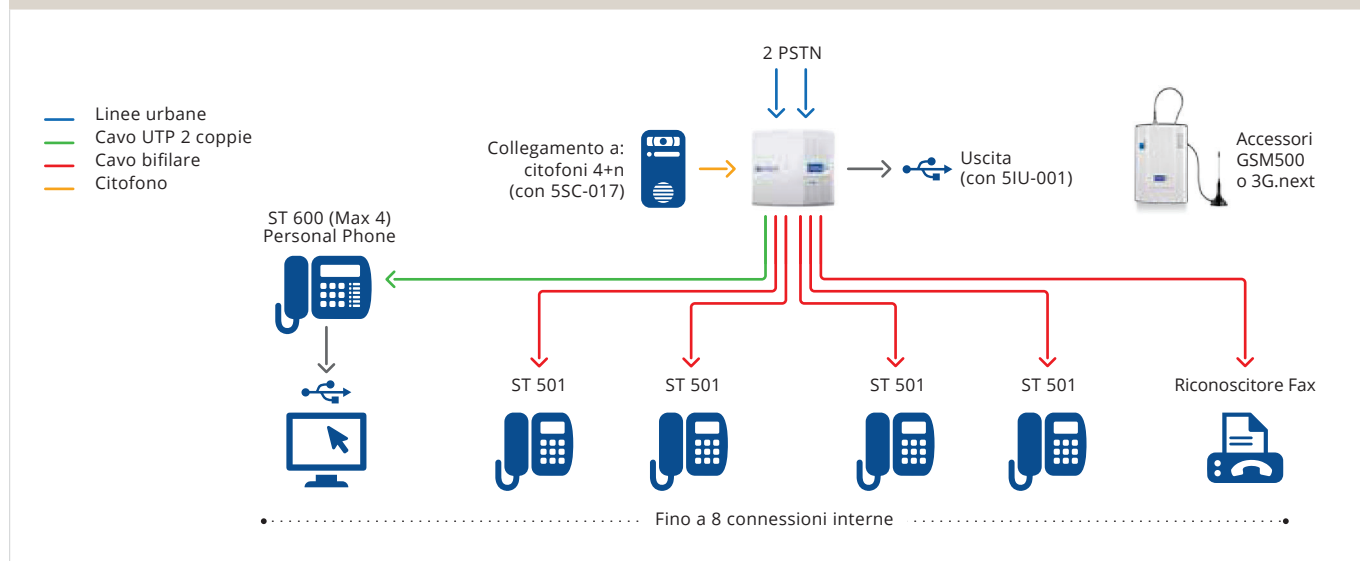 2 PSTN
Linee urbane
Cavo UTP 2 coppie
Cavo bifilare
Citofono
Collegamento a:
citofoni 4+n
(con 5SC-017)
Uscita
(con 5IU-001)
Accessori
GSM500
o 3G.next
ST 600 (Max 4)
Personal Phone
ST 501
ST 501
ST 501
ST 501
Riconoscitore Fax
Fino a 8 connessioni interne